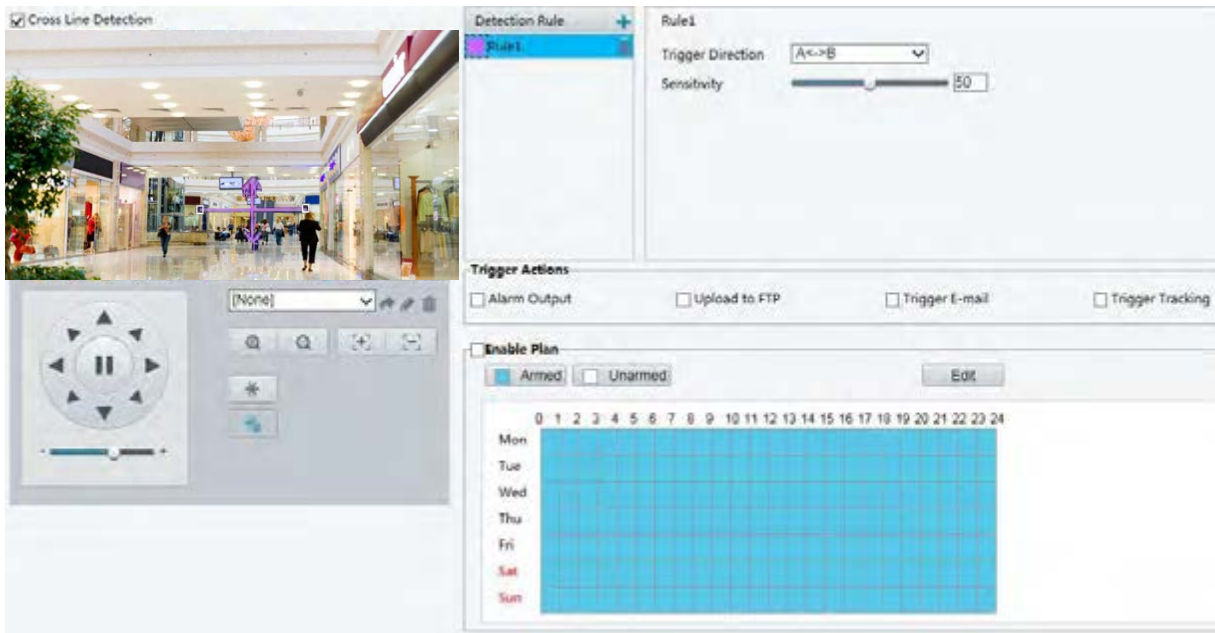 Cross Line Detection
Detection Rule
Rule1
Rule1
Trigger Direction
A<->B
Sensitivity
50
[None]
Trigger Actions
Alarm Output
Upload to FTP
Trigger E-mail
Trigger Tracking
Enable Plan
Armed
Unarmed
Edit
0 1 2 3 4 5 6 7 8 9 10 11 12 13 14 15 16 17 18 19 20 21 22 23 24
Mon
Tue
Wed
Thu
Fri
Sat
Sun